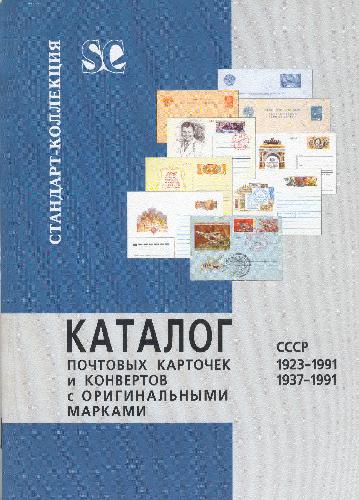 sc
СТАНДАРТ-КОЛЛЕКЦИЯ
КАТАЛОГ
ПОЧТОВЫХ КАРТОЧЕК
И КОНВЕРТОВ
С ОРИГИНАЛЬНЫМИ
МАРКАМИ
СССР
1923-1991
1937-1991